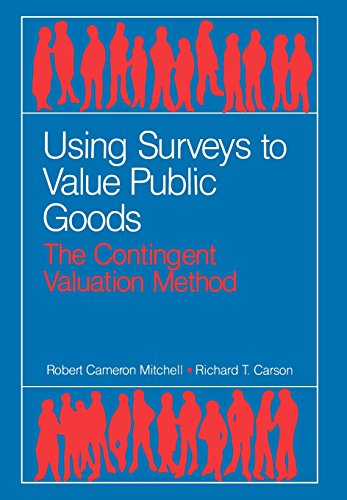 Using Surveys to
Value Public
Goods
The Contingent
Valuation Method
Robert Cameron Mitchell ▪ Richard T. Carson